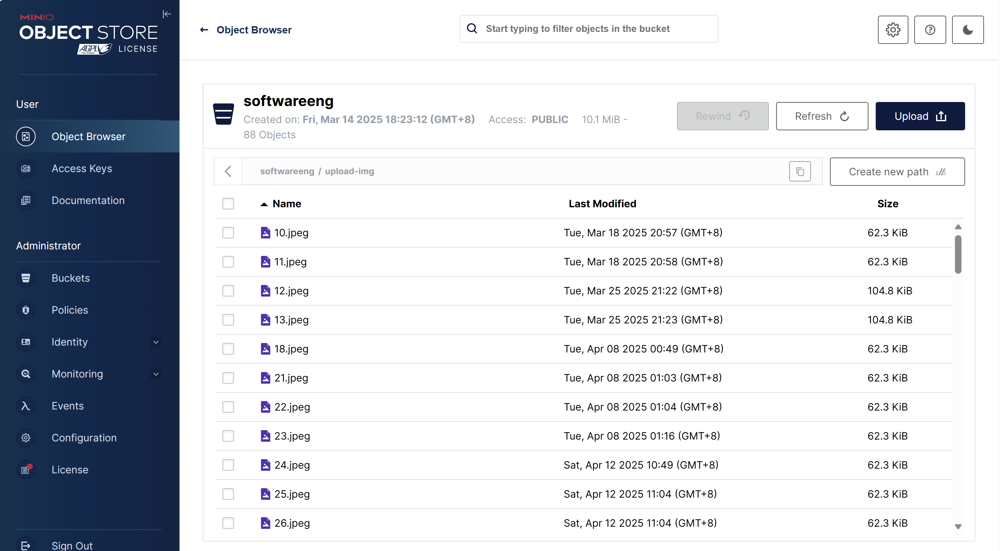 MINIO
OBJECT STORE
AGPL v3 LICENSE
Free Software
User
Object Browser
Access Keys
Documentation
Administrator
Buckets
Policies
Identity
Monitoring
Events
Configuration
License
Sign Out
Object Browser
Start typing to filter objects in the bucket
softwareeng
Created on: Fri, Mar 14 2025 18:23:12 (GMT+8) Access: PUBLIC 10.1 MiB -
88 Objects
Rewind
Refresh
Upload
softwareeng / upload-img
Create new path
Name Last Modified Size
10.jpeg Tue, Mar 18 2025 20:57 (GMT+8) 62.3 KiB
11.jpeg Tue, Mar 18 2025 20:58 (GMT+8) 62.3 KiB
12.jpeg Tue, Mar 25 2025 21:22 (GMT+8) 104.8 KiB
13.jpeg Tue, Mar 25 2025 21:23 (GMT+8) 104.8 KiB
18.jpeg Tue, Apr 08 2025 00:49 (GMT+8) 62.3 KiB
21.jpeg Tue, Apr 08 2025 01:03 (GMT+8) 62.3 KiB
22.jpeg Tue, Apr 08 2025 01:04 (GMT+8) 62.3 KiB
23.jpeg Tue, Apr 08 2025 01:16 (GMT+8) 62.3 KiB
24.jpeg Sat, Apr 12 2025 10:49 (GMT+8) 62.3 KiB
25.jpeg Sat, Apr 12 2025 11:04 (GMT+8) 62.3 KiB
26.jpeg Sat, Apr 12 2025 11:04 (GMT+8) 62.3 KiB